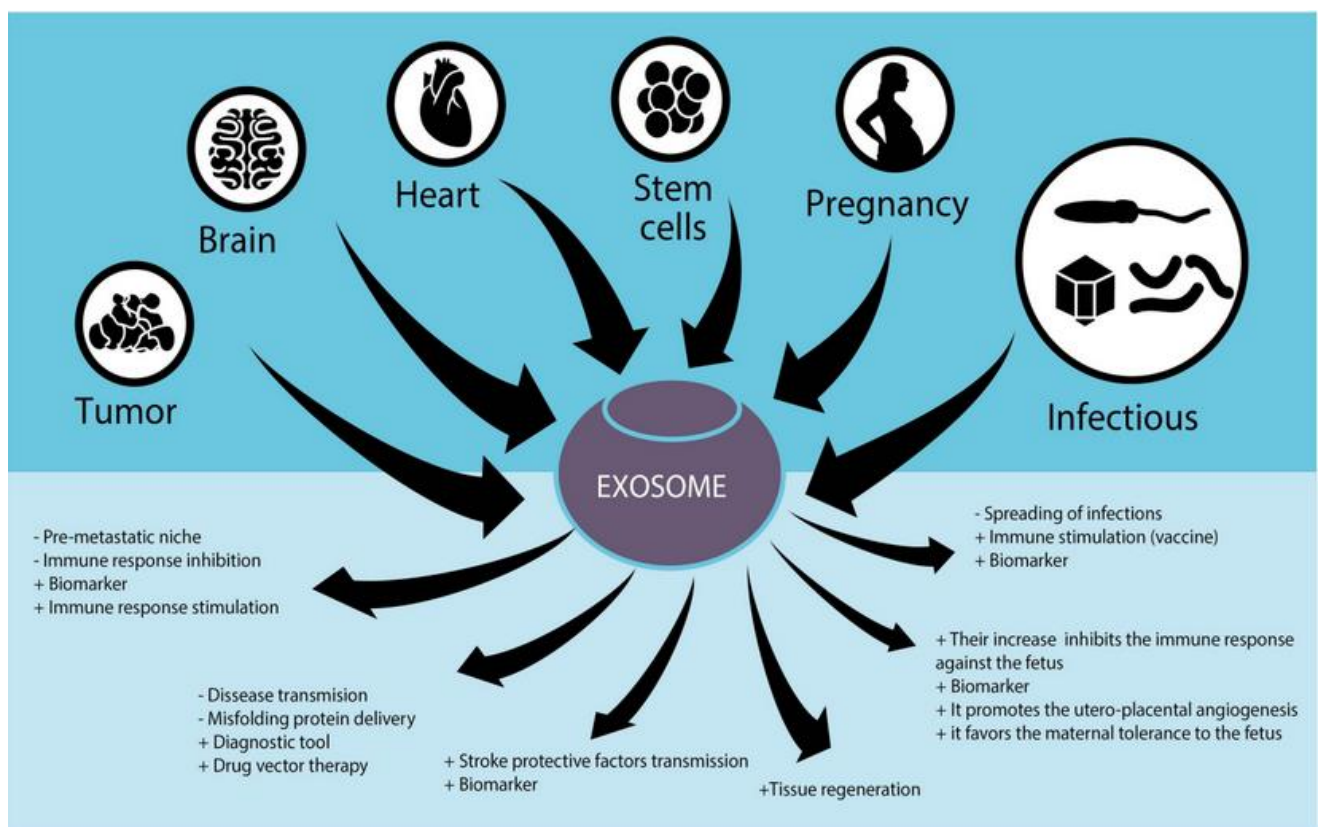 Heart
Stem
cells
Pregnancy
Brain
Tumor
Infectious
EXOSOME
- Pre-metastatic niche
- Immune response inhibition
+ Biomarker
+ Immune response stimulation
- Dissease transmision
- Misfolding protein delivery
+ Diagnostic tool
+ Drug vector therapy
+ Stroke protective factors transmission
+ Biomarker
+Tissue regeneration
+ Their increase inhibits the immune response
against the fetus
+ Biomarker
+ It promotes the utero-placental angiogenesis
+ it favors the maternal tolerance to the fetus
- Spreading of infections
+ Immune stimulation (vaccine)
+ Biomarker